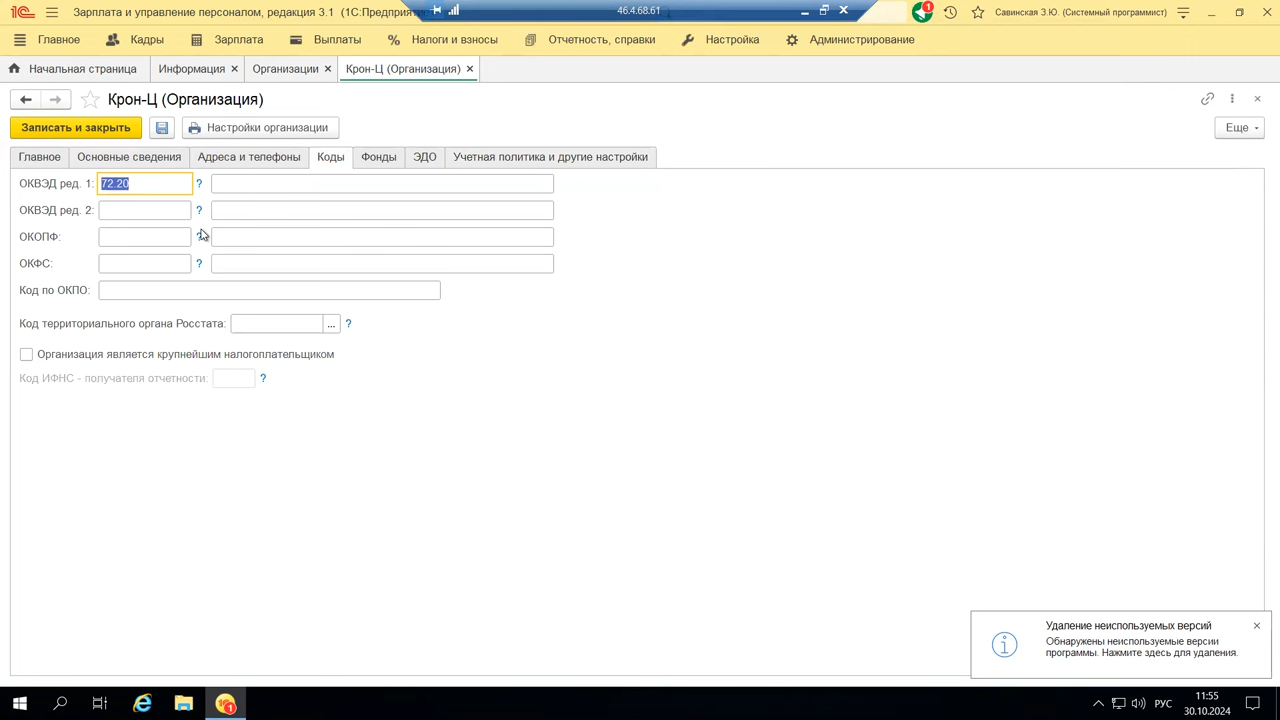 Зарплата и управление персоналом, редакция 3.1 (1С:Предприя
46.4.68.61
1
Савинская З.Ю. (Системный программист)
Главное
Кадры
Зарплата
Выплаты
Налоги и взносы
Отчетность, справки
Настройка
Администрирование
Начальная страница
Информация
Организации
Крон-Ц (Организация)
Крон-Ц (Организация)
Записать и закрыть
Настройки организации
Еще
Главное
Основные сведения
Адреса и телефоны
Коды
Фонды
ЭДО
Учетная политика и другие настройки
ОКВЭД ред. 1: 72.20 ?
ОКВЭД ред. 2: ?
ОКОПФ: ?
ОКФС: ?
Код по ОКПО:
Код территориального органа Росстата: ... ?
Организация является крупнейшим налогоплательщиком
Код ИФНС - получателя отчетности: ?
Удаление неиспользуемых версий
Обнаружены неиспользуемые версии
программы. Нажмите здесь для удаления.
1
РУС
11:55
30.10.2024